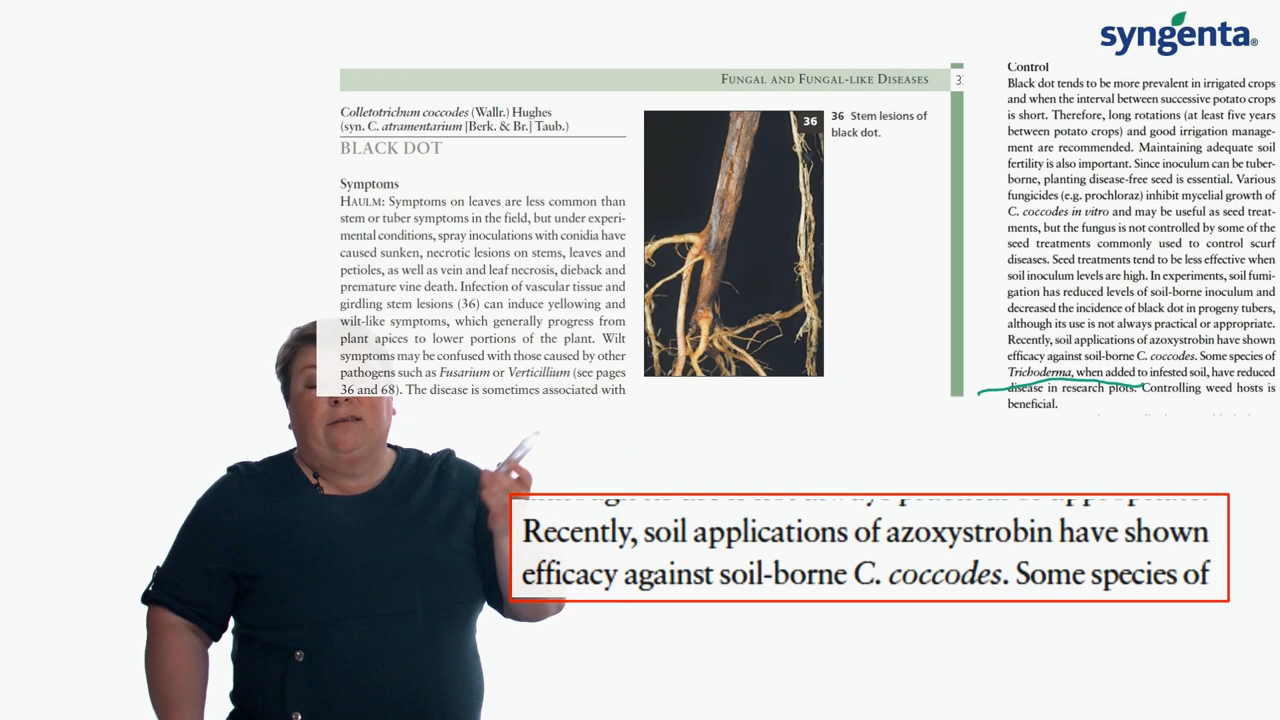 syngenta®
FUNGAL AND FUNGAL-LIKE DISEASES
Colletotrichum coccodes (Wallr.) Hughes
(syn. C. atramentarium [Berk. & Br.] Taub.)
BLACK DOT
Symptoms
HAULM: Symptoms on leaves are less common than
stem or tuber symptoms in the field, but under experi-
mental conditions, spray inoculations with conidia have
caused sunken, necrotic lesions on stems, leaves and
petioles, as well as vein and leaf necrosis, dieback and
premature vine death. Infection of vascular tissue and
girdling stem lesions (36) can induce yellowing and
wilt-like symptoms, which generally progress from
plant apices to lower portions of the plant. Wilt
symptoms may be confused with those caused by other
pathogens such as Fusarium or Verticillium (see pages
36 and 68). The disease is sometimes associated with
36
36 Stem lesions of
black dot.
Control
Black dot tends to be more prevalent in irrigated crops
and when the interval between successive potato crops
is short. Therefore, long rotations (at least five years
between potato crops) and good irrigation manage-
ment are recommended. Maintaining adequate soil
fertility is also important. Since inoculum can be tuber-
borne, planting disease-free seed is essential. Various
fungicides (e.g. prochloraz) inhibit mycelial growth of
C. coccodes in vitro and may be useful as seed treat-
ments, but the fungus is not controlled by some of the
seed treatments commonly used to control scurf
diseases. Seed treatments tend to be less effective when
soil inoculum levels are high. In experiments, soil fumi-
gation has reduced levels of soil-borne inoculum and
decreased the incidence of black dot in progeny tubers,
although its use is not always practical or appropriate.
Recently, soil applications of azoxystrobin have shown
efficacy against soil-borne C. coccodes. Some species of
Trichoderma, when added to infested soil, have reduced
disease in research plots. Controlling weed hosts is
beneficial.
Recently, soil applications of azoxystrobin have shown
efficacy against soil-borne C. coccodes. Some species of